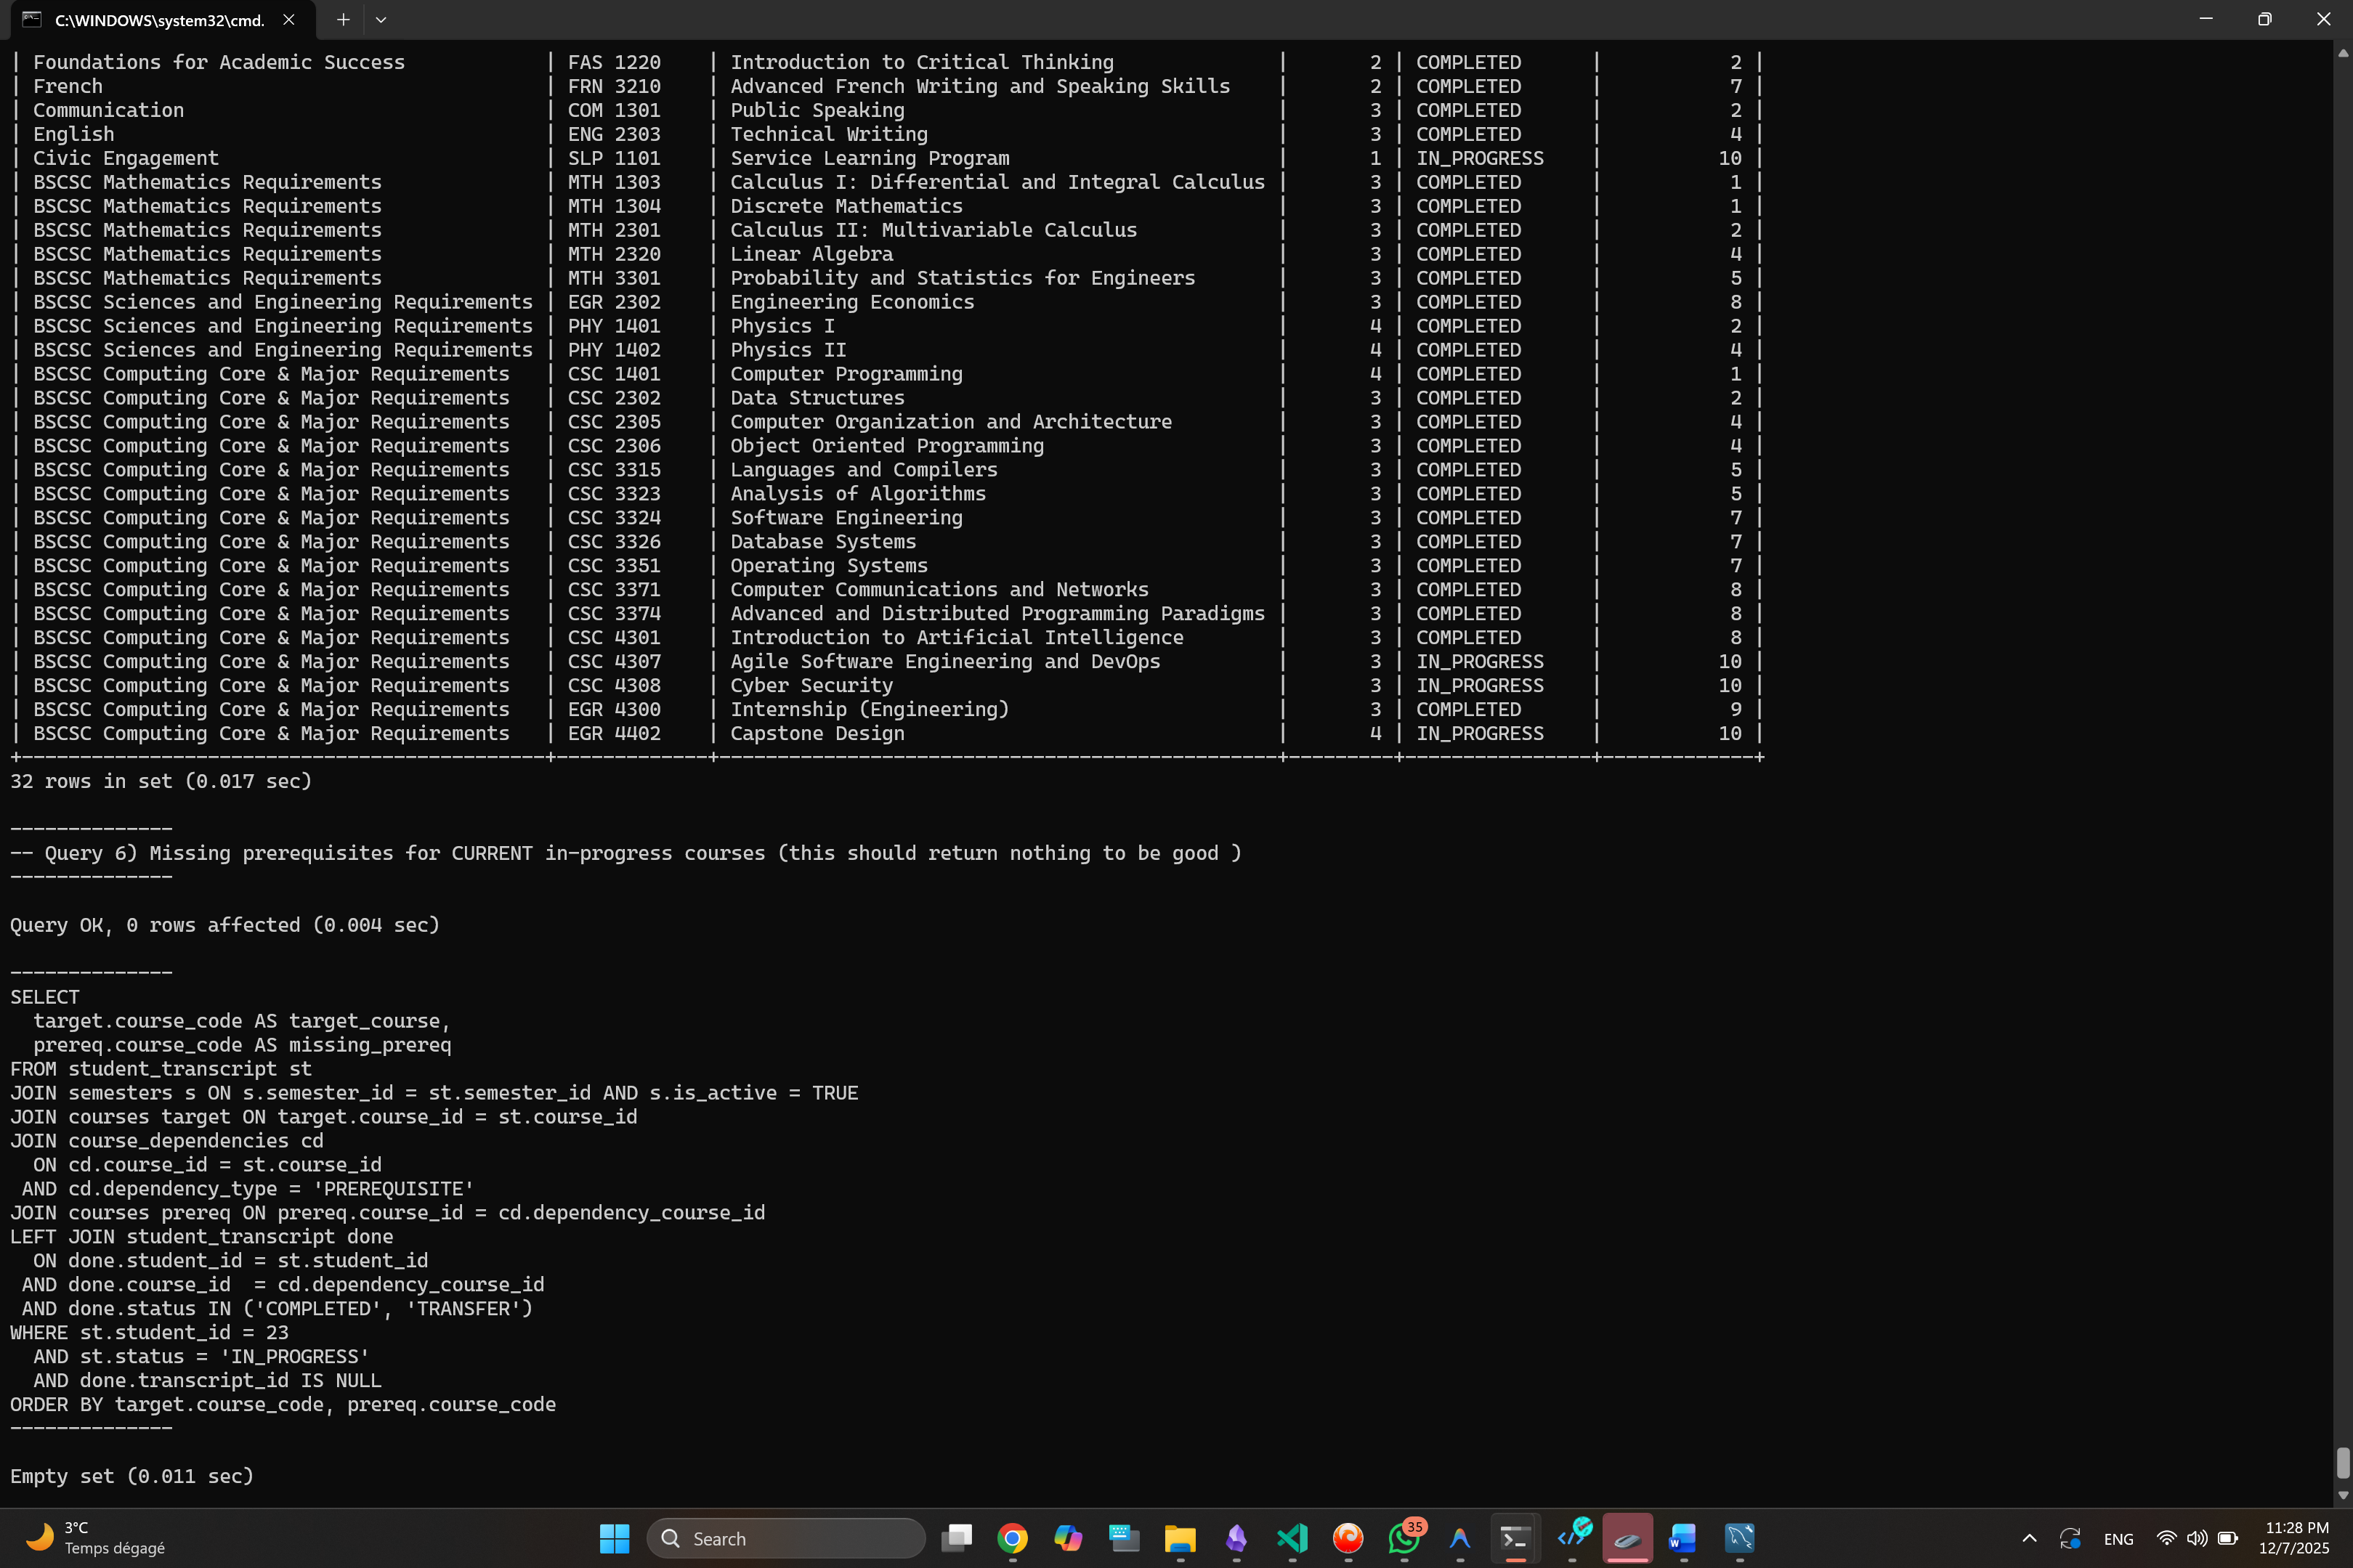 C:\WINDOWS\system32\cmd.
| Foundations for Academic Success | FAS 1220 | Introduction to Critical Thinking | 2 | COMPLETED | 2 |
| French | FRN 3210 | Advanced French Writing and Speaking Skills | 2 | COMPLETED | 7 |
| Communication | COM 1301 | Public Speaking | 3 | COMPLETED | 2 |
| English | ENG 2303 | Technical Writing | 3 | COMPLETED | 4 |
| Civic Engagement | SLP 1101 | Service Learning Program | 1 | IN_PROGRESS | 10 |
| BSCSC Mathematics Requirements | MTH 1303 | Calculus I: Differential and Integral Calculus | 3 | COMPLETED | 1 |
| BSCSC Mathematics Requirements | MTH 1304 | Discrete Mathematics | 3 | COMPLETED | 1 |
| BSCSC Mathematics Requirements | MTH 2301 | Calculus II: Multivariable Calculus | 3 | COMPLETED | 2 |
| BSCSC Mathematics Requirements | MTH 2320 | Linear Algebra | 3 | COMPLETED | 4 |
| BSCSC Mathematics Requirements | MTH 3301 | Probability and Statistics for Engineers | 3 | COMPLETED | 5 |
| BSCSC Sciences and Engineering Requirements | EGR 2302 | Engineering Economics | 3 | COMPLETED | 8 |
| BSCSC Sciences and Engineering Requirements | PHY 1401 | Physics I | 4 | COMPLETED | 2 |
| BSCSC Sciences and Engineering Requirements | PHY 1402 | Physics II | 4 | COMPLETED | 4 |
| BSCSC Computing Core & Major Requirements | CSC 1401 | Computer Programming | 4 | COMPLETED | 1 |
| BSCSC Computing Core & Major Requirements | CSC 2302 | Data Structures | 3 | COMPLETED | 2 |
| BSCSC Computing Core & Major Requirements | CSC 2305 | Computer Organization and Architecture | 3 | COMPLETED | 4 |
| BSCSC Computing Core & Major Requirements | CSC 2306 | Object Oriented Programming | 3 | COMPLETED | 4 |
| BSCSC Computing Core & Major Requirements | CSC 3315 | Languages and Compilers | 3 | COMPLETED | 5 |
| BSCSC Computing Core & Major Requirements | CSC 3323 | Analysis of Algorithms | 3 | COMPLETED | 5 |
| BSCSC Computing Core & Major Requirements | CSC 3324 | Software Engineering | 3 | COMPLETED | 7 |
| BSCSC Computing Core & Major Requirements | CSC 3326 | Database Systems | 3 | COMPLETED | 7 |
| BSCSC Computing Core & Major Requirements | CSC 3351 | Operating Systems | 3 | COMPLETED | 7 |
| BSCSC Computing Core & Major Requirements | CSC 3371 | Computer Communications and Networks | 3 | COMPLETED | 8 |
| BSCSC Computing Core & Major Requirements | CSC 3374 | Advanced and Distributed Programming Paradigms | 3 | COMPLETED | 8 |
| BSCSC Computing Core & Major Requirements | CSC 4301 | Introduction to Artificial Intelligence | 3 | COMPLETED | 8 |
| BSCSC Computing Core & Major Requirements | CSC 4307 | Agile Software Engineering and DevOps | 3 | IN_PROGRESS | 10 |
| BSCSC Computing Core & Major Requirements | CSC 4308 | Cyber Security | 3 | IN_PROGRESS | 10 |
| BSCSC Computing Core & Major Requirements | EGR 4300 | Internship (Engineering) | 3 | COMPLETED | 9 |
| BSCSC Computing Core & Major Requirements | EGR 4402 | Capstone Design | 4 | IN_PROGRESS | 10 |
+---------------------------------------------+-------------+------------------------------------------------+---------+----------------+-------------+
32 rows in set (0.017 sec)
--------------
-- Query 6) Missing prerequisites for CURRENT in-progress courses (this should return nothing to be good )
--------------
Query OK, 0 rows affected (0.004 sec)
--------------
SELECT
  target.course_code AS target_course,
  prereq.course_code AS missing_prereq
FROM student_transcript st
JOIN semesters s ON s.semester_id = st.semester_id AND s.is_active = TRUE
JOIN courses target ON target.course_id = st.course_id
JOIN course_dependencies cd
  ON cd.course_id = st.course_id
 AND cd.dependency_type = 'PREREQUISITE'
JOIN courses prereq ON prereq.course_id = cd.dependency_course_id
LEFT JOIN student_transcript done
  ON done.student_id = st.student_id
 AND done.course_id  = cd.dependency_course_id
 AND done.status IN ('COMPLETED', 'TRANSFER')
WHERE st.student_id = 23
  AND st.status = 'IN_PROGRESS'
  AND done.transcript_id IS NULL
ORDER BY target.course_code, prereq.course_code
--------------
Empty set (0.011 sec)
3°C
Temps dégagé
Search
35
ENG
11:28 PM
12/7/2025